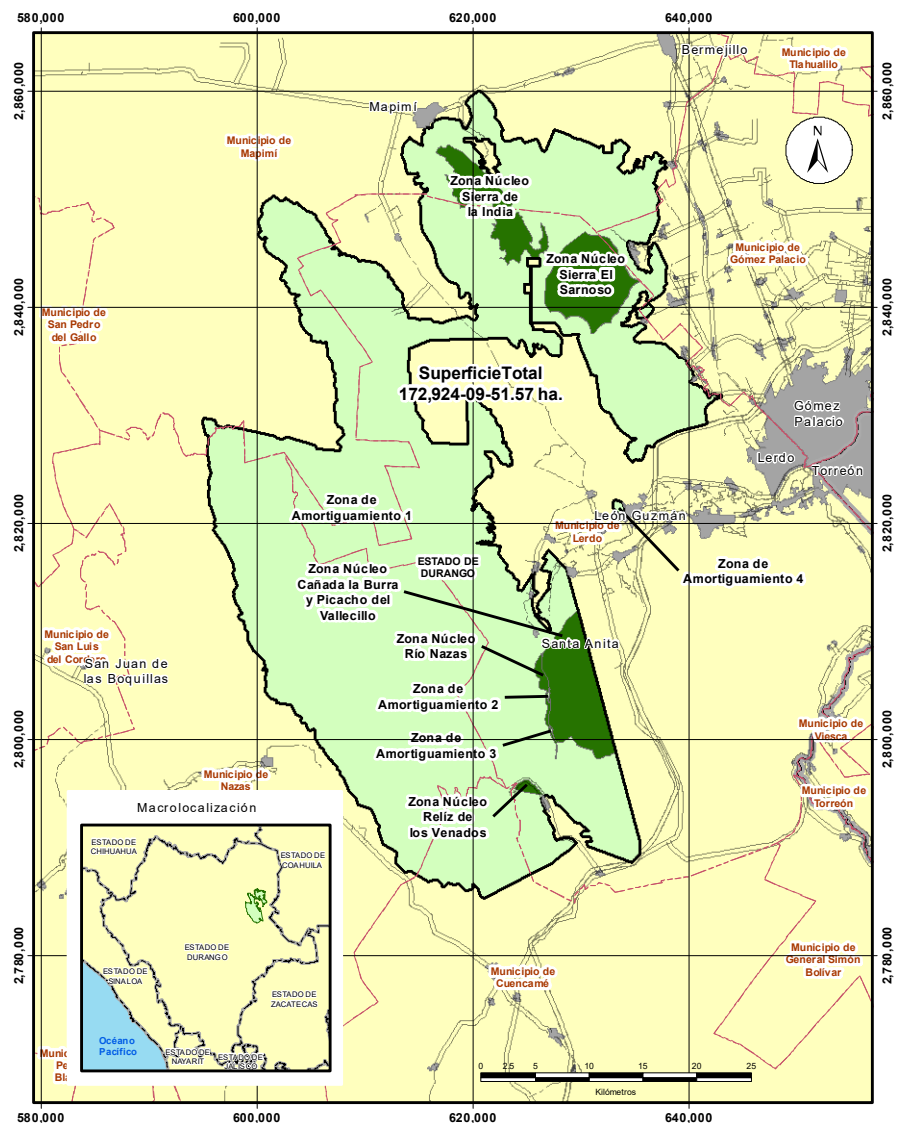 580,000
600,000
620,000
640,000
Bermejillo
Municipio de
Tlahualilo
2,860,000
2,860,000
Mapimí
N
Municipio de
Mapimí
Zona Núcleo
Sierra de
la India
Municipio de
Gómez Palacio
Zona Núcleo
Sierra El
Sarnoso
2,840,000
2,840,000
Municipio de
San Pedro
del Gallo
SuperficieTotal
172,924-09-51.57 ha.
Gómez
Palacio
Lerdo
Torreón
Zona de
Amortiguamiento 1
León Guzmán
2,820,000
2,820,000
Municipio de
Lerdo
ESTADO DE
DURANGO
Zona de
Amortiguamiento 4
Zona Núcleo
Cañada la Burra
y Picacho del
Vallecillo
Santa Anita
Zona Núcleo
Río Nazas
Municipio de
San Luis
del Cordero
San Juan de
las Boquillas
Zona de
Amortiguamiento 2
Municipio de
Viesca
2,800,000
2,800,000
Zona de
Amortiguamiento 3
Municipio de
Nazas
Municipio de
Torreón
Zona Núcleo
Relíz de
los Venados
Macrolocalización
ESTADO DE
CHIHUAHUA
ESTADO DE
COAHUILA
ESTADO DE
DURANGO
ESTADO DE
SINALOA
ESTADO DE
ZACATECAS
Océano
Pacífico
ESTADO DE
NAYARIT
ESTADO DE
JALISCO
Municipio de
General Simón
Bolívar
2,780,000
2,780,000
Municipio de
Cuencamé
Munic
Pe
Bla
0 2.5 5 10 15 20 25
Kilómetros
580,000
600,000
620,000
640,000